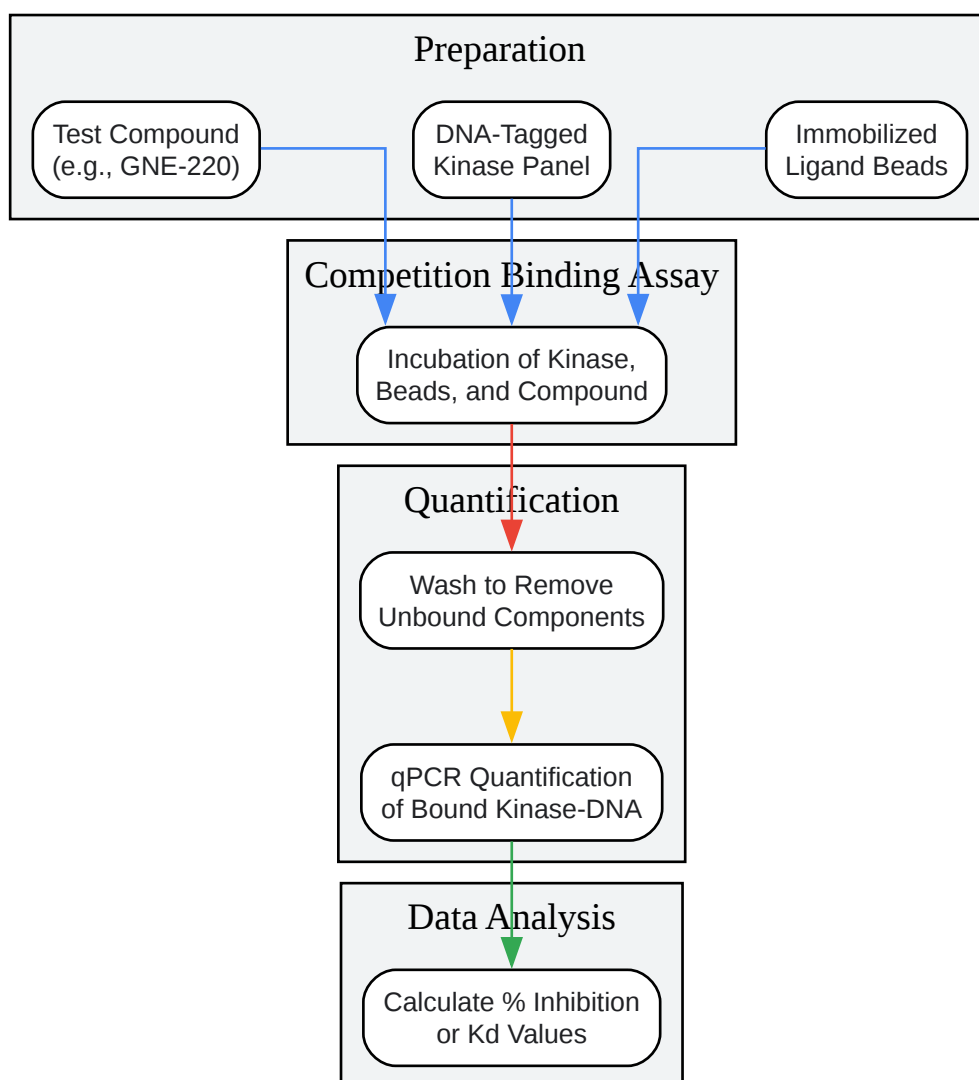 Preparation
Test Compound
(e.g., GNE-220)
DNA-Tagged
Kinase Panel
Immobilized
Ligand Beads
Competition Binding Assay
Incubation of Kinase,
Beads, and Compound
Quantification
Wash to Remove
Unbound Components
qPCR Quantification
of Bound Kinase-DNA
Data Analysis
Calculate % Inhibition
or Kd Values